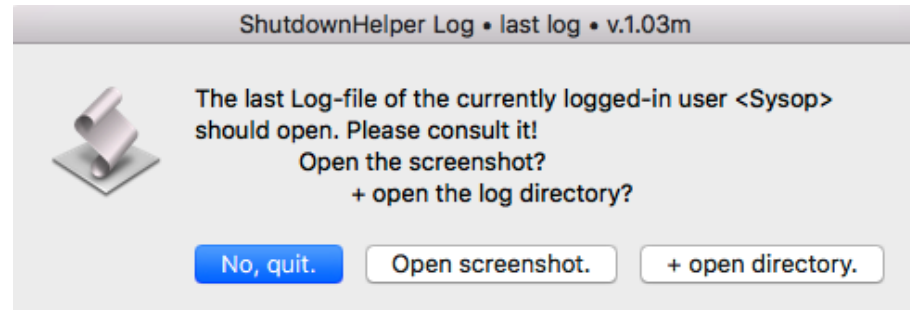 ShutdownHelper Log • last log • v.1.03m
The last Log-file of the currently logged-in user <Sysop>
should open. Please consult it!
Open the screenshot?
+ open the log directory?
No, quit. Open screenshot. + open directory.